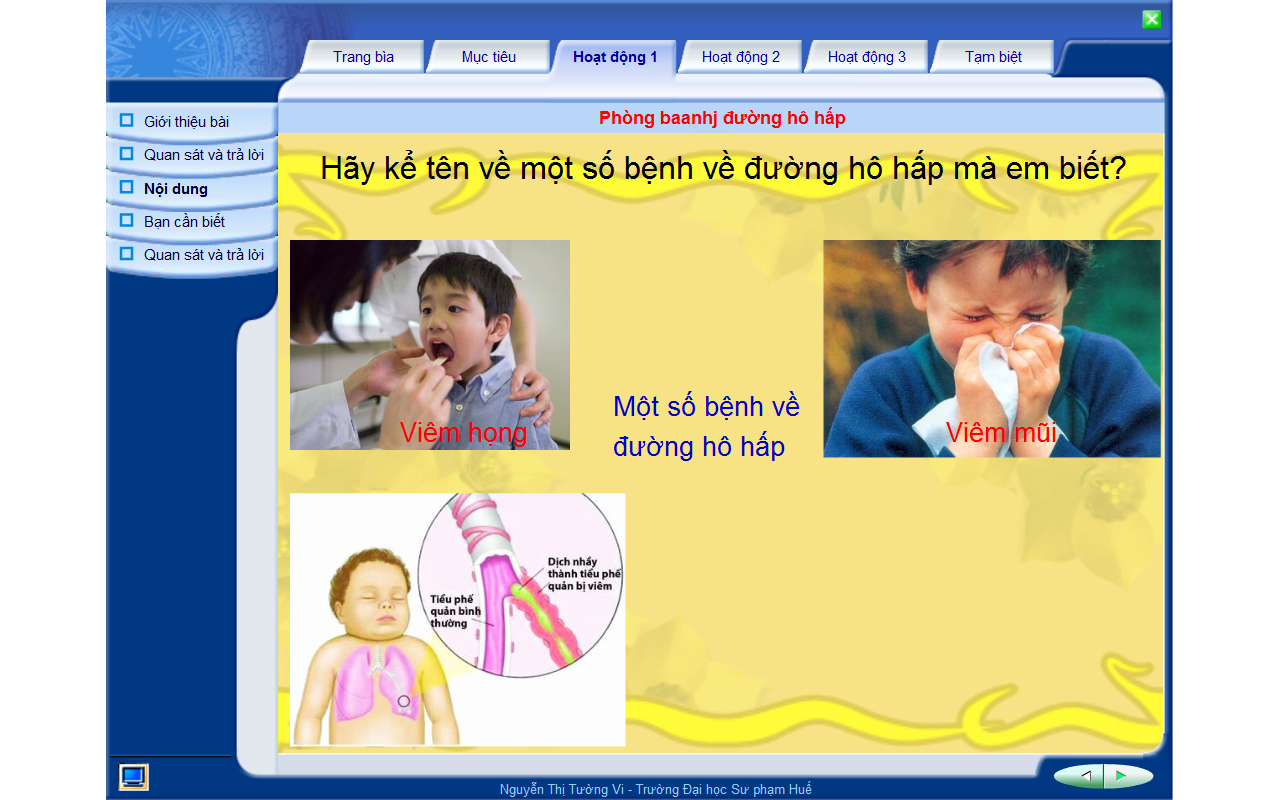 Trang bìa
Mục tiêu
Hoạt động 1
Hoạt động 2
Hoạt động 3
Tạm biệt
Giới thiệu bài
Quan sát và trả lời
Nội dung
Bạn cần biết
Quan sát và trả lời
Phòng baanhj đường hô hấp
Hãy kể tên về một số bệnh về đường hô hấp mà em biết?
Viêm họng
Một số bệnh về
đường hô hấp
Viêm mũi
Dịch nhầy
thành tiểu phế
quản bị viêm
Tiểu phế
quản bình
thường
Nguyễn Thị Tường Vi - Trường Đại học Sư phạm Huế